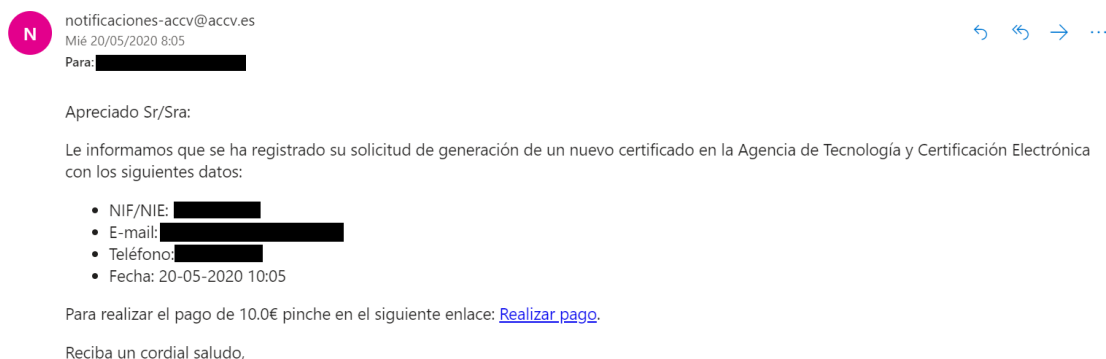 N
notificaciones-accv@accv.es
Mié 20/05/2020 8:05
Para:
Apreciado Sr/Sra:
Le informamos que se ha registrado su solicitud de generación de un nuevo certificado en la Agencia de Tecnología y Certificación Electrónica
con los siguientes datos:
• NIF/NIE:
• E-mail:
• Teléfono:
• Fecha: 20-05-2020 10:05
Para realizar el pago de 10.0€ pinche en el siguiente enlace: Realizar pago.
Reciba un cordial saludo,